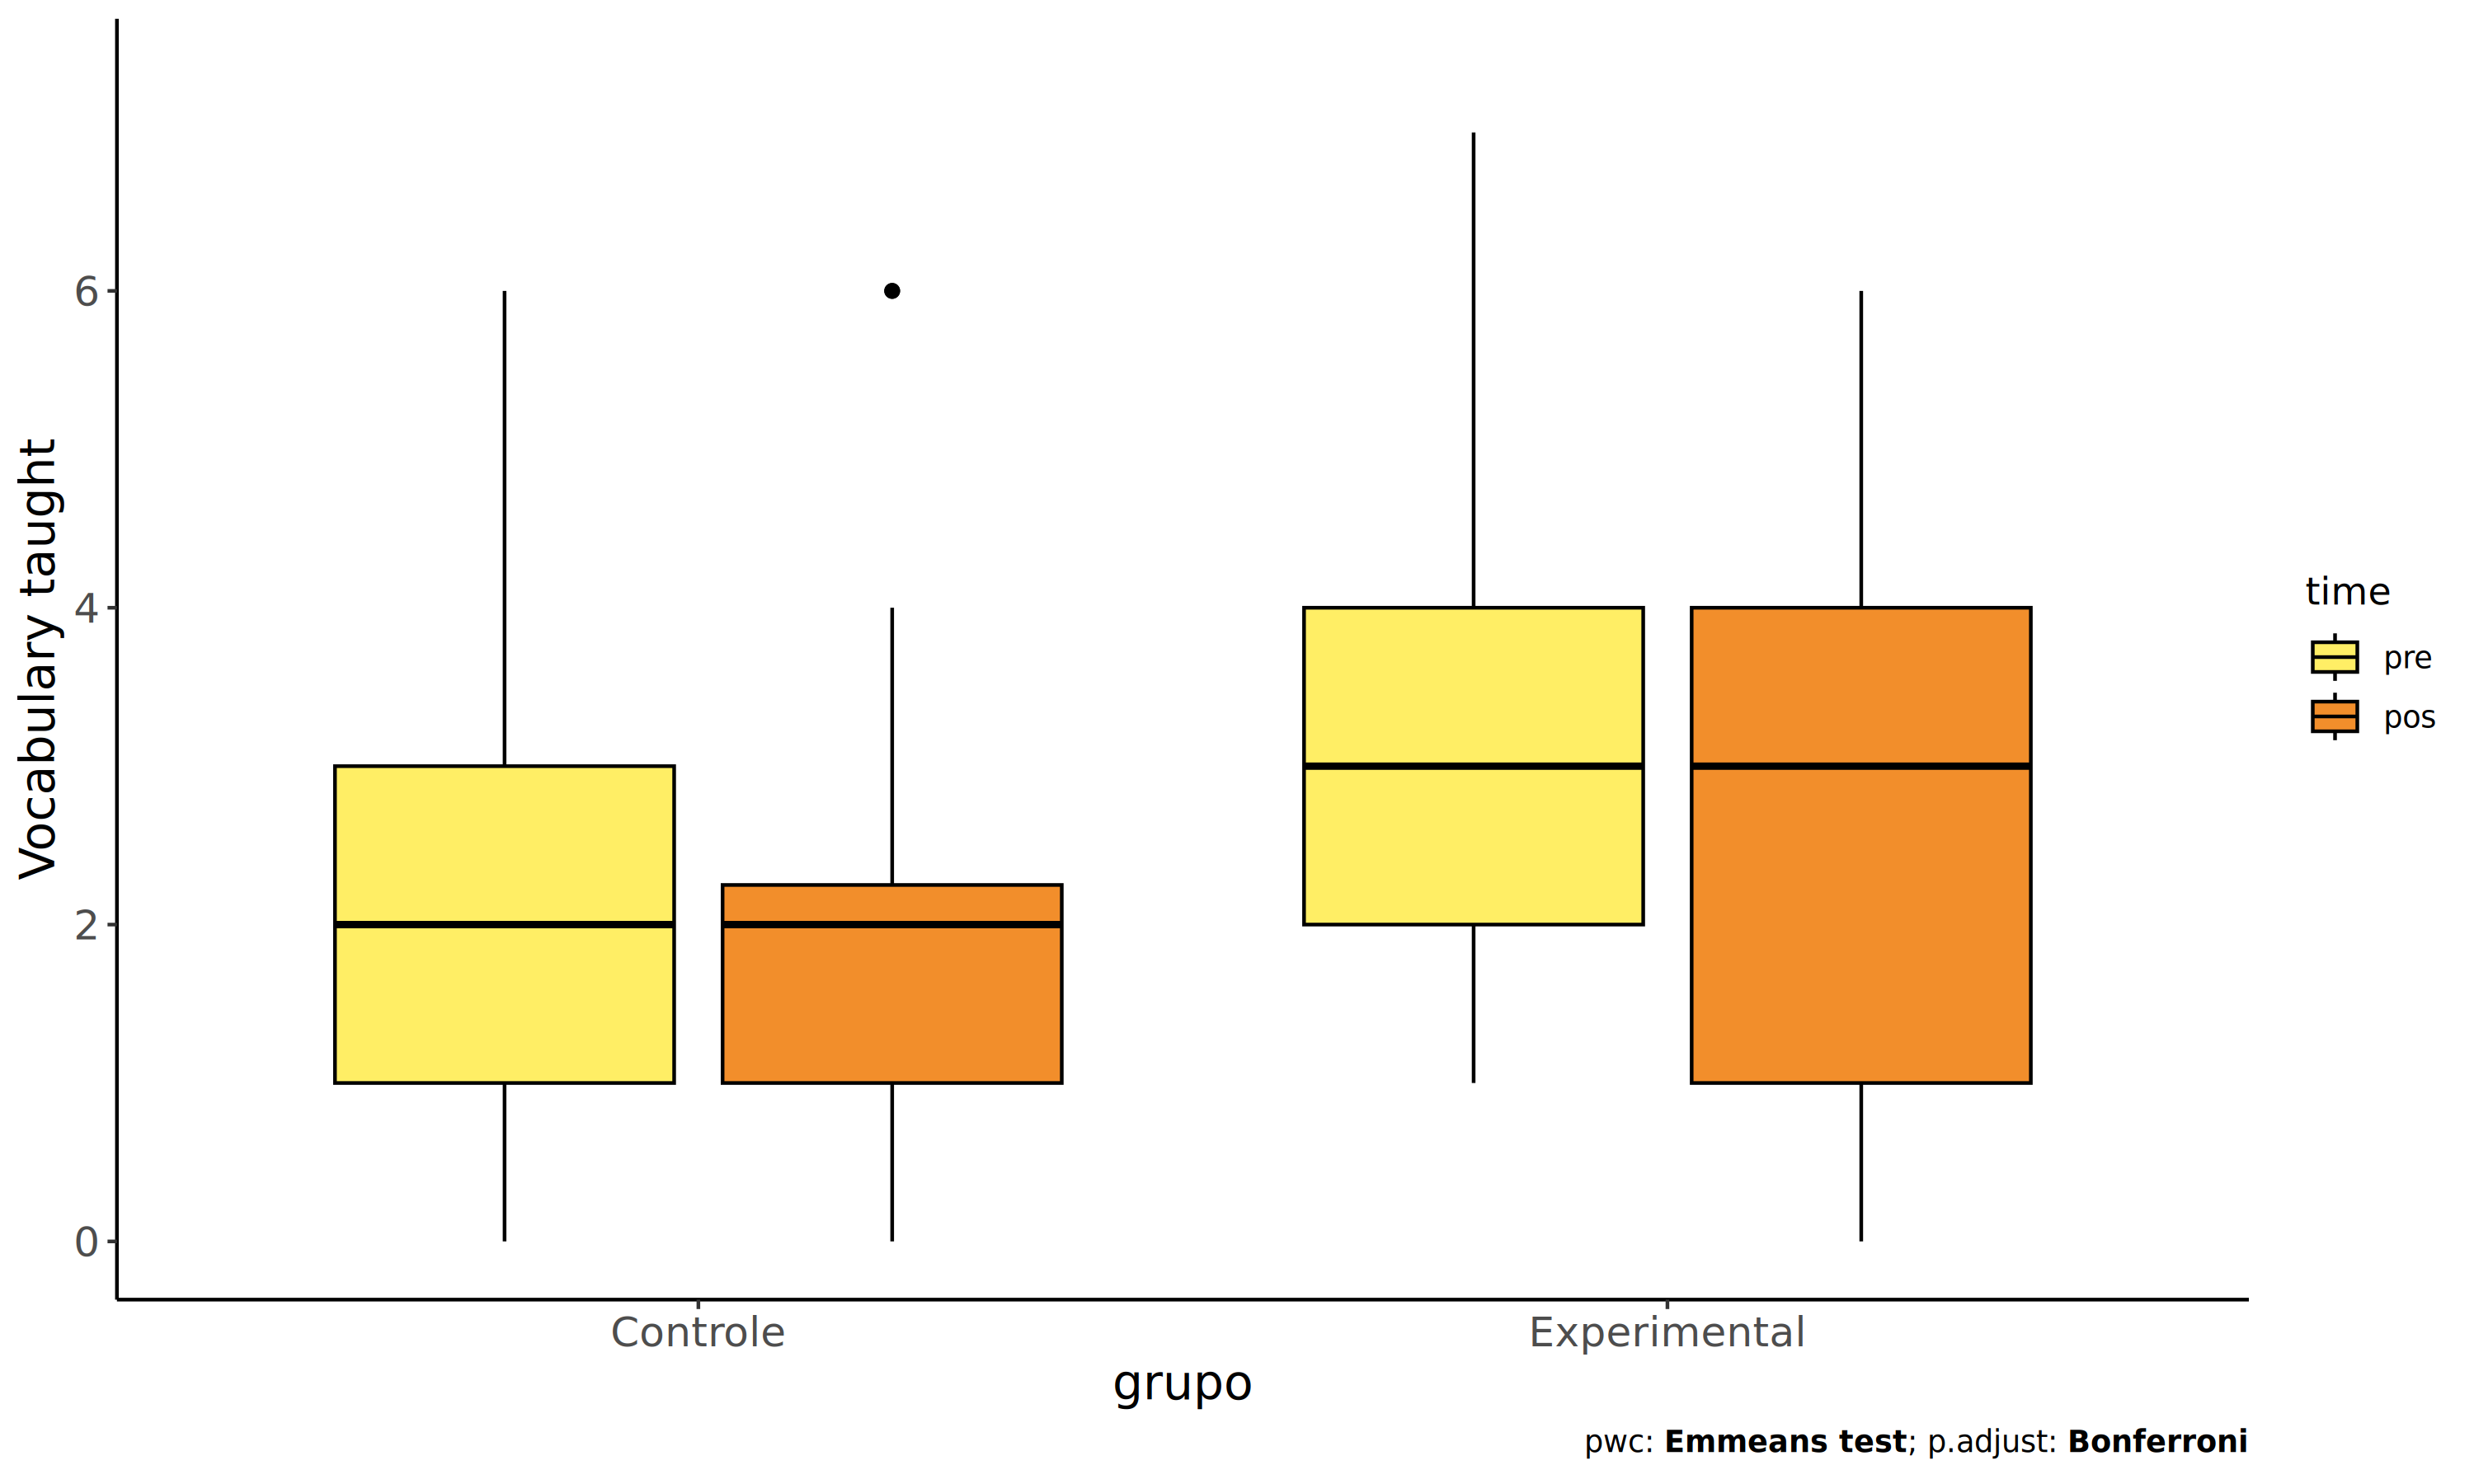 Vocabulary taught
6
4
2
0
Controle
Experimental
grupo
time
pre
pos
pwc: Emmeans test; p.adjust: Bonferroni